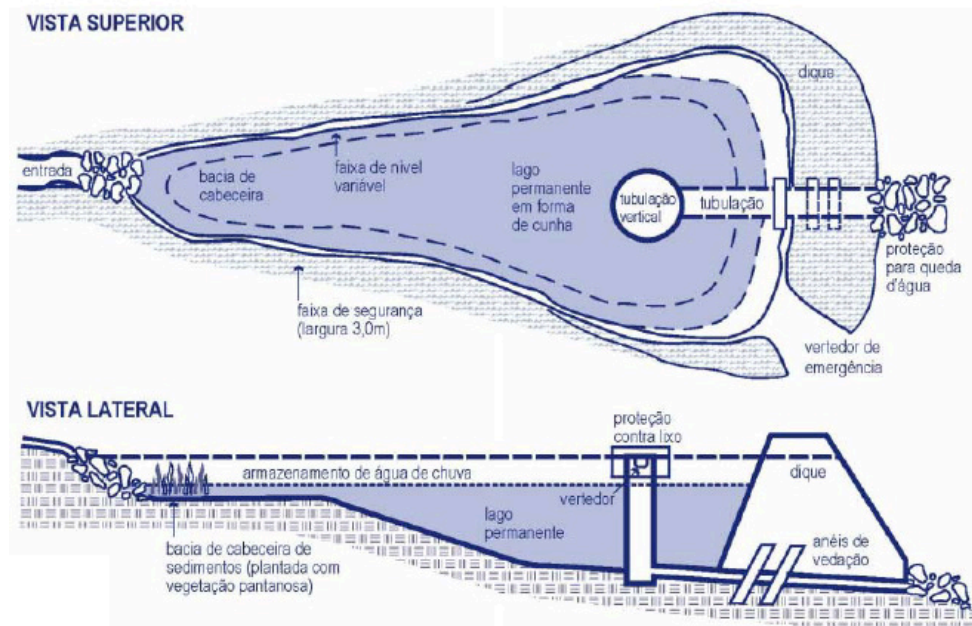 VISTA SUPERIOR
dique
entrada
bacia de
cabeceira
faixa de nível
variável
lago
permanente
em forma
de cunha
tubulação
vertical
tubulação
proteção
para queda
d'água
faixa de segurança
(largura 3,0m)
vertedor de
emergência
VISTA LATERAL
proteção
contra lixo
armazenamento de água de chuva
dique
vertedor
lago
permanente
anéis de
vedação
bacia de cabeceira de
sedimentos (plantada com
vegetação pantanosa)